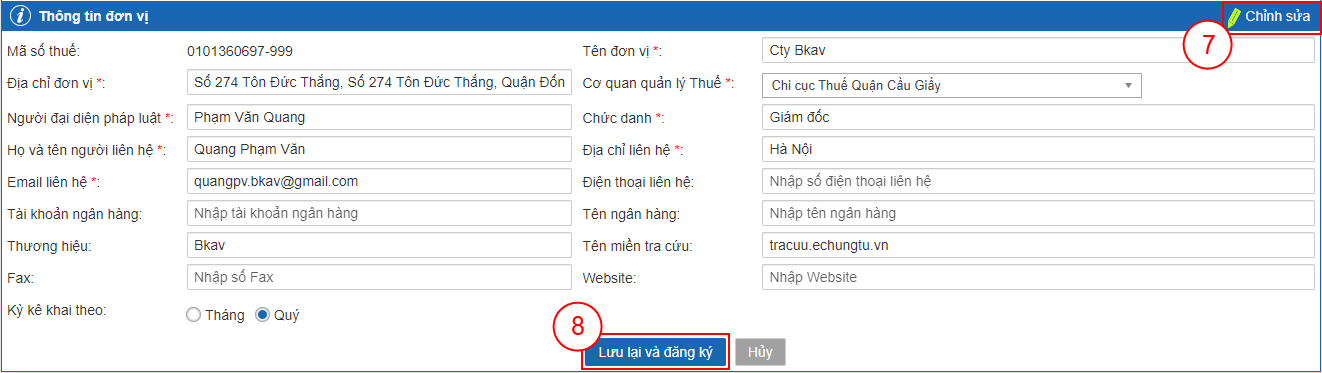 Thông tin đơn vị
Chỉnh sửa
7
Mã số thuế: 0101360697-999 Tên đơn vị *: Cty Bkav
Địa chỉ đơn vị *: Số 274 Tôn Đức Thắng, Số 274 Tôn Đức Thắng, Quận Đốn Cơ quan quản lý Thuế *: Chi cục Thuế Quận Cầu Giấy
Người đại diện pháp luật *: Phạm Văn Quang Chức danh *: Giám đốc
Họ và tên người liên hệ *: Quang Phạm Văn Địa chỉ liên hệ *: Hà Nội
Email liên hệ *: quangpv.bkav@gmail.com Điện thoại liên hệ: Nhập số điện thoại liên hệ
Tài khoản ngân hàng: Nhập tài khoản ngân hàng Tên ngân hàng: Nhập tên ngân hàng
Thương hiệu: Bkav Tên miền tra cứu: tracuu.echungtu.vn
Fax: Nhập số Fax Website: Nhập Website
Kỳ kê khai theo: Tháng Quý
8
Lưu lại và đăng ký Hủy